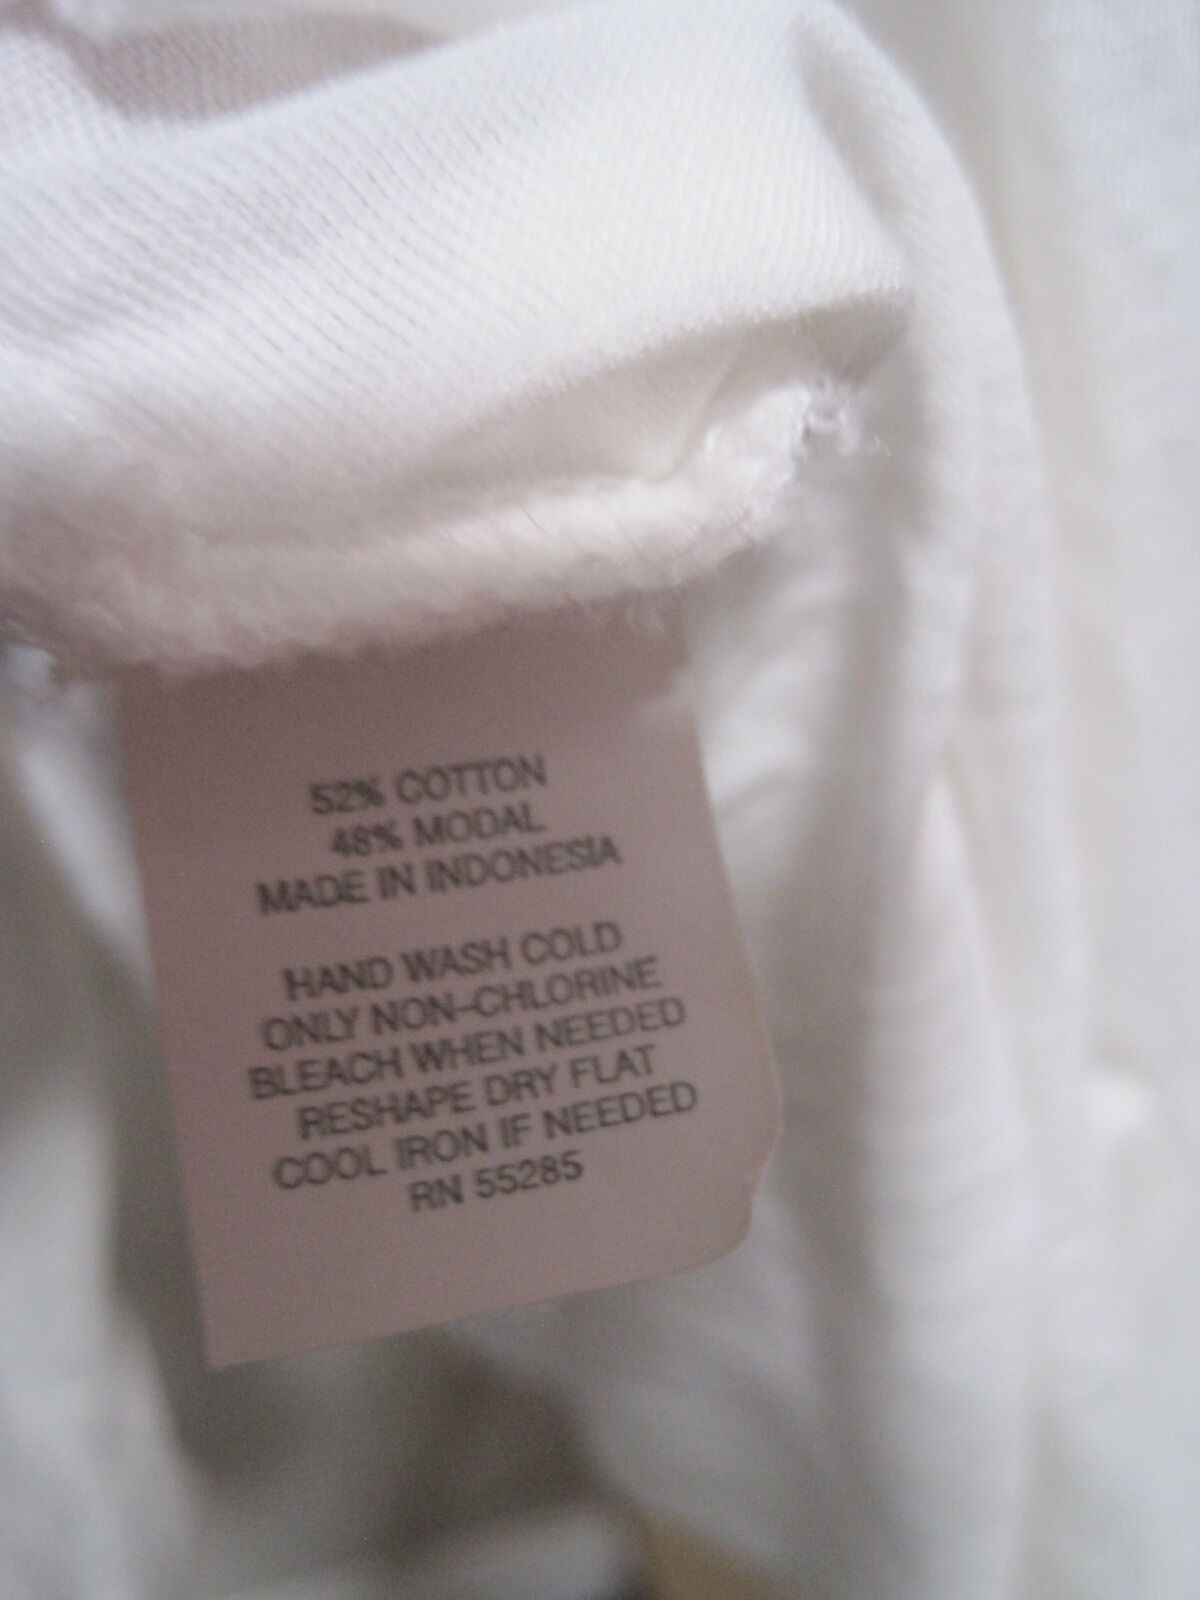 52% COTTON
48% MODAL
MADE IN INDONESIA
HAND WASH COLD
ONLY NON-CHLORINE
BLEACH WHEN NEEDED
RESHAPE DRY FLAT
COOL IRON IF NEEDED
RN 55285